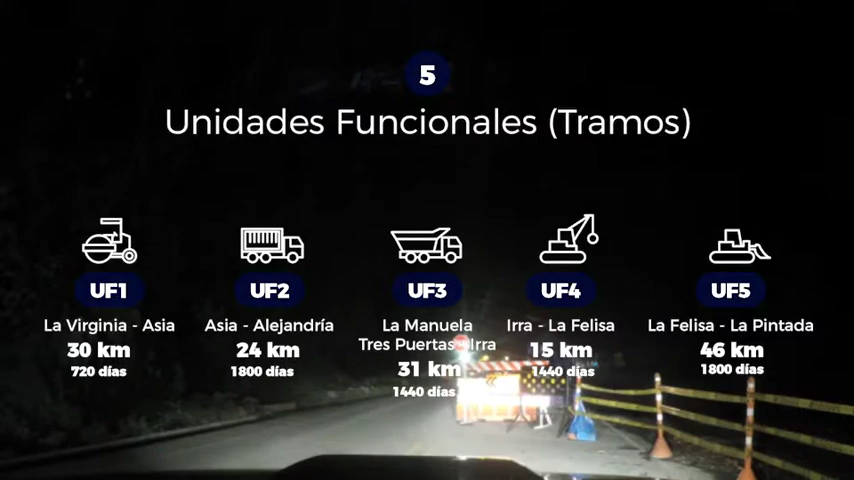 5
Unidades Funcionales (Tramos)
UF1
La Virginia - Asia
30 km
720 días
UF2
Asia - Alejandría
24 km
1800 días
UF3
La Manuela
Tres Puertas - Irra
31 km
1440 días
UF4
Irra - La Felisa
15 km
1440 días
UF5
La Felisa - La Pintada
46 km
1800 días